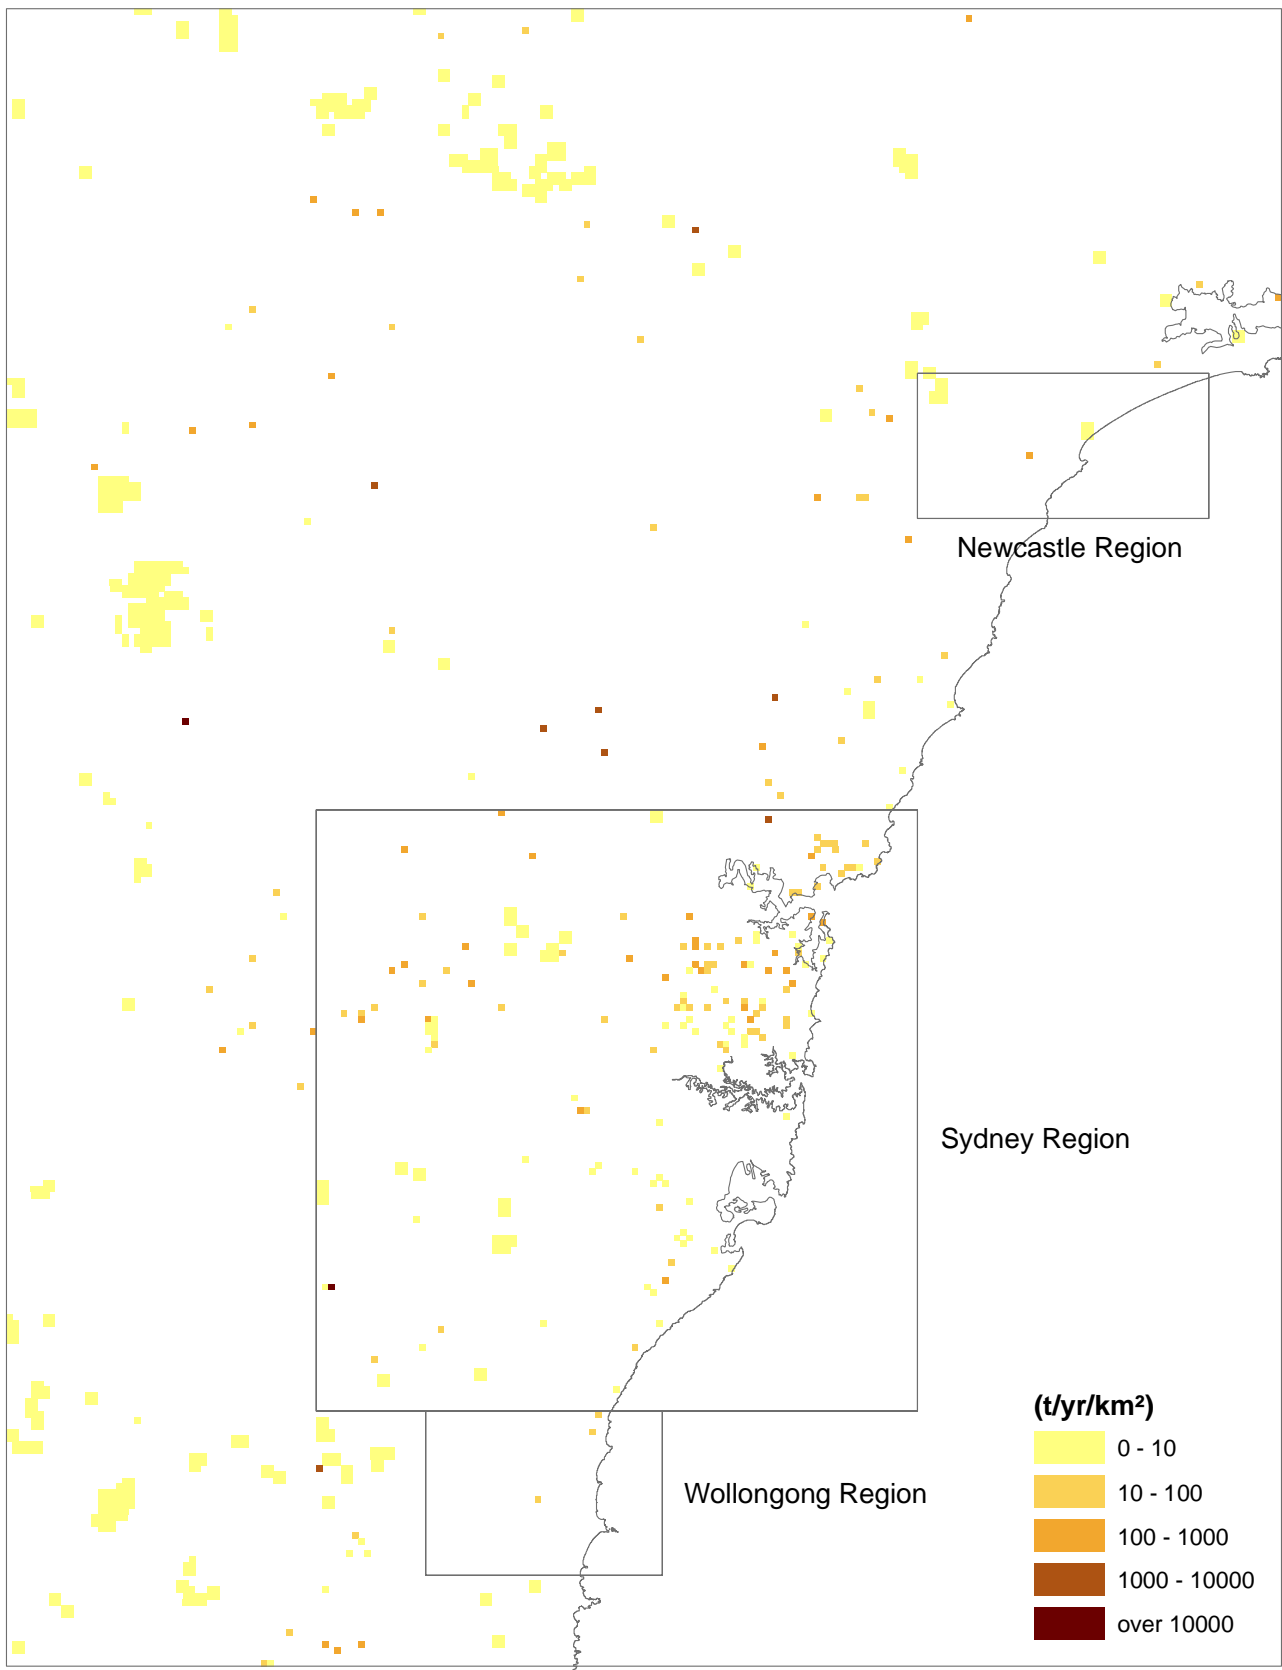 Newcastle Region
Sydney Region
(t/yr/km²)
0 - 10
10 - 100
Wollongong Region
100 - 1000
1000 - 10000
over 10000